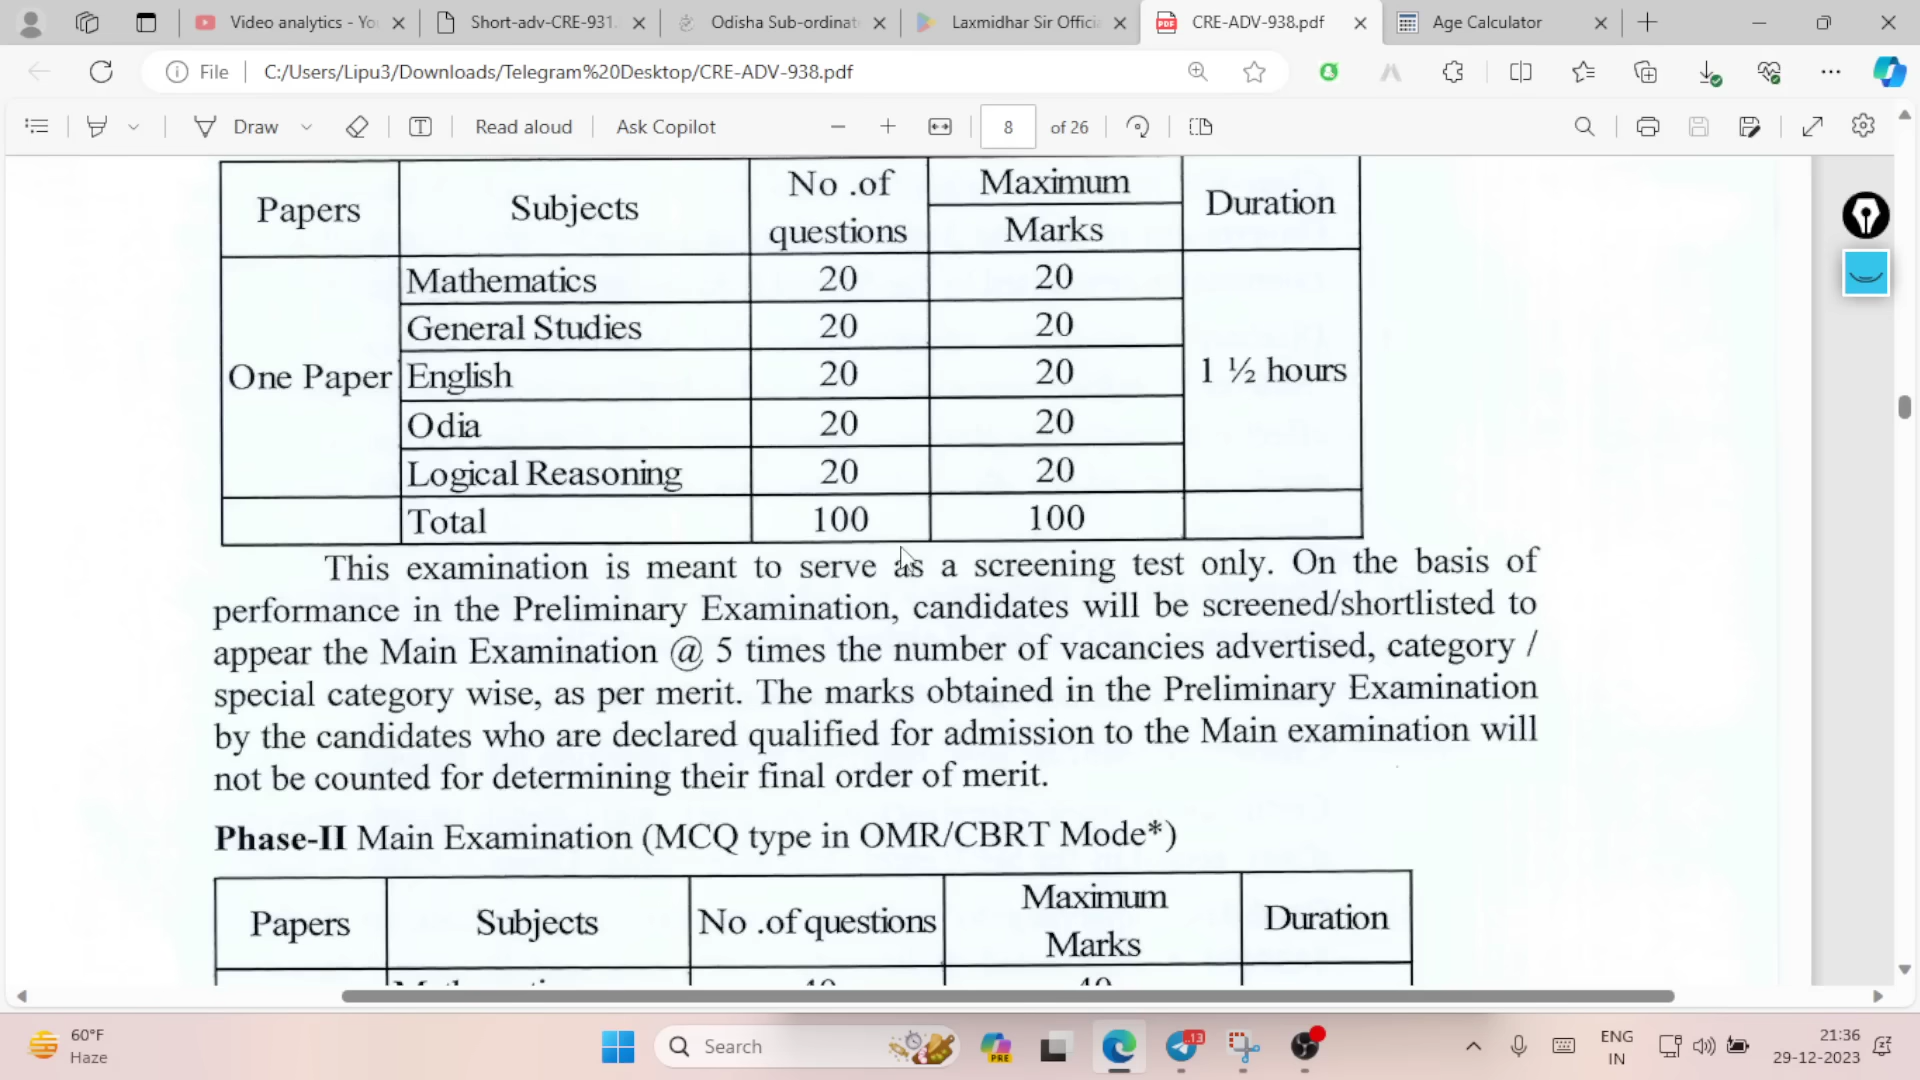 Video analytics - Yo
Short-adv-CRE-931.
Odisha Sub-ordinat
Laxmidhar Sir Offici
CRE-ADV-938.pdf
Age Calculator
File
C:/Users/Lipu3/Downloads/Telegram%20Desktop/CRE-ADV-938.pdf
Draw
Read aloud
Ask Copilot
8 of 26
Papers Subjects No .of questions Maximum Marks Duration
One Paper
Mathematics 20 20
General Studies 20 20
English 20 20
Odia 20 20
Logical Reasoning 20 20
1 ½ hours
Total 100 100
This examination is meant to serve as a screening test only. On the basis of
performance in the Preliminary Examination, candidates will be screened/shortlisted to
appear the Main Examination @ 5 times the number of vacancies advertised, category /
special category wise, as per merit. The marks obtained in the Preliminary Examination
by the candidates who are declared qualified for admission to the Main examination will
not be counted for determining their final order of merit.
Phase-II Main Examination (MCQ type in OMR/CBRT Mode*)
Papers Subjects No .of questions Maximum Marks Duration
60°F
Haze
Search
PRE
13
ENG
IN
21:36
29-12-2023